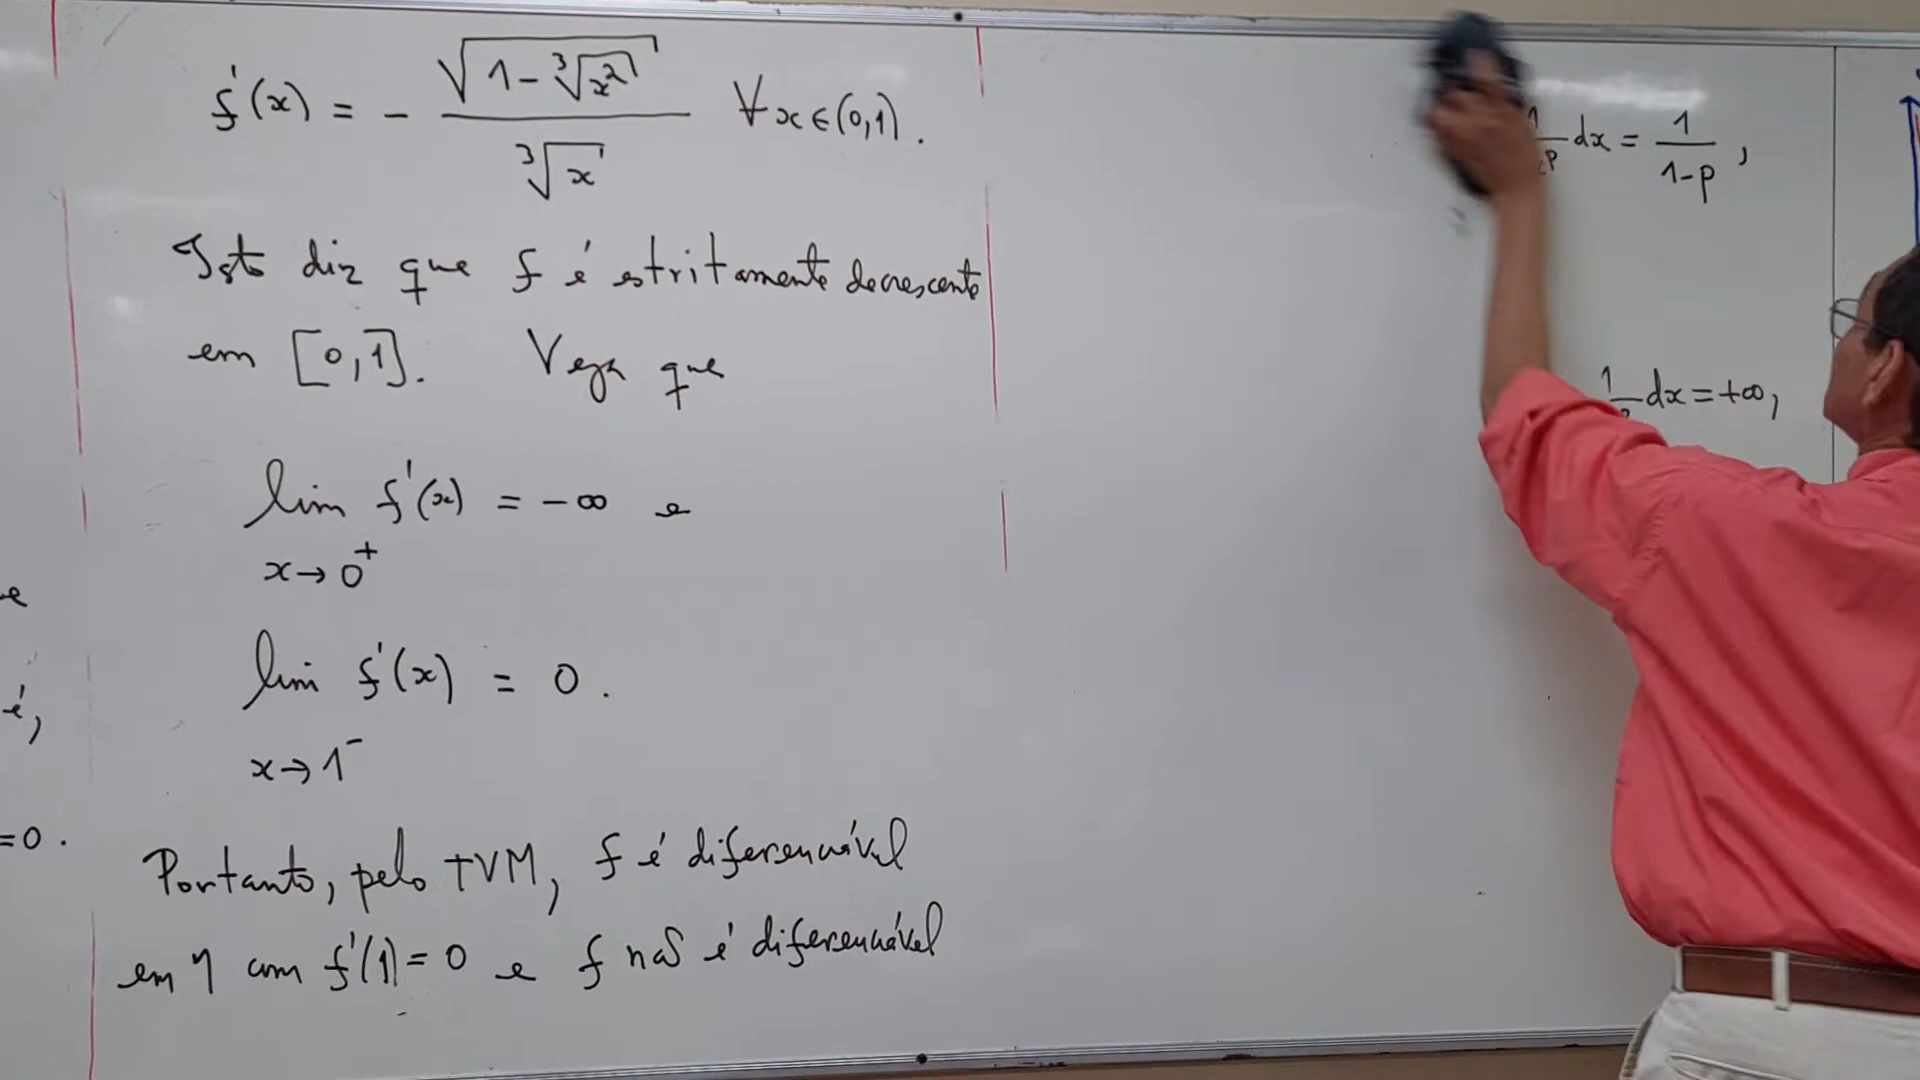 f'(x) = - √(1-∛x²) / ∛x ∀x∈(0,1).
Isto diz que f é estritamente decrescente
em [0,1]. Veja que
lim f'(x) = -∞ e
x→0⁺
lim f'(x) = 0.
x→1⁻
Portanto, pelo TVM, f é diferenciável
em 1 com f'(1)=0 e f não é diferenciável
e
é,
=0.
dx = 1/(1-p),
1
dx = +∞,